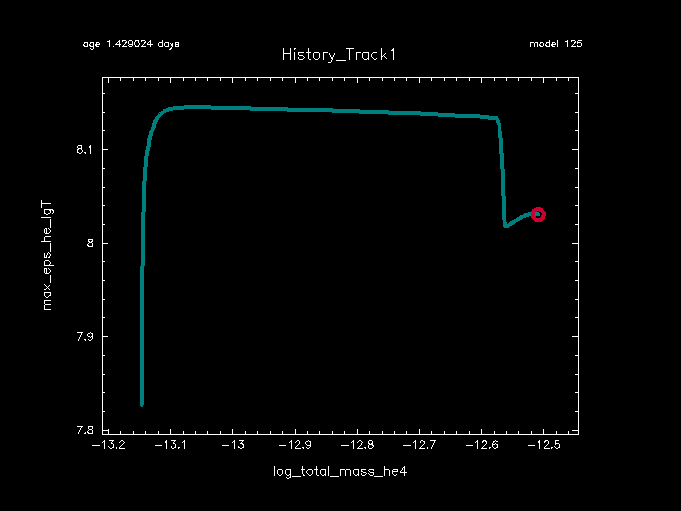 age 1.429024 days
model 125
History_Track1
8.1
8
7.9
7.8
max_eps_he_lgT
-13.2 -13.1 -13 -12.9 -12.8 -12.7 -12.6 -12.5
log_total_mass_he4